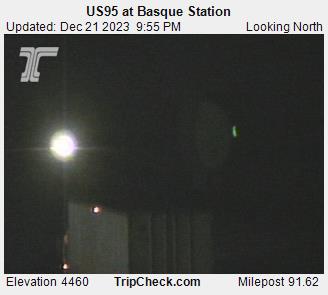 US95 at Basque Station
Updated: Dec 21 2023 9:55 PM Looking North
Elevation 4460 TripCheck.com Milepost 91.62